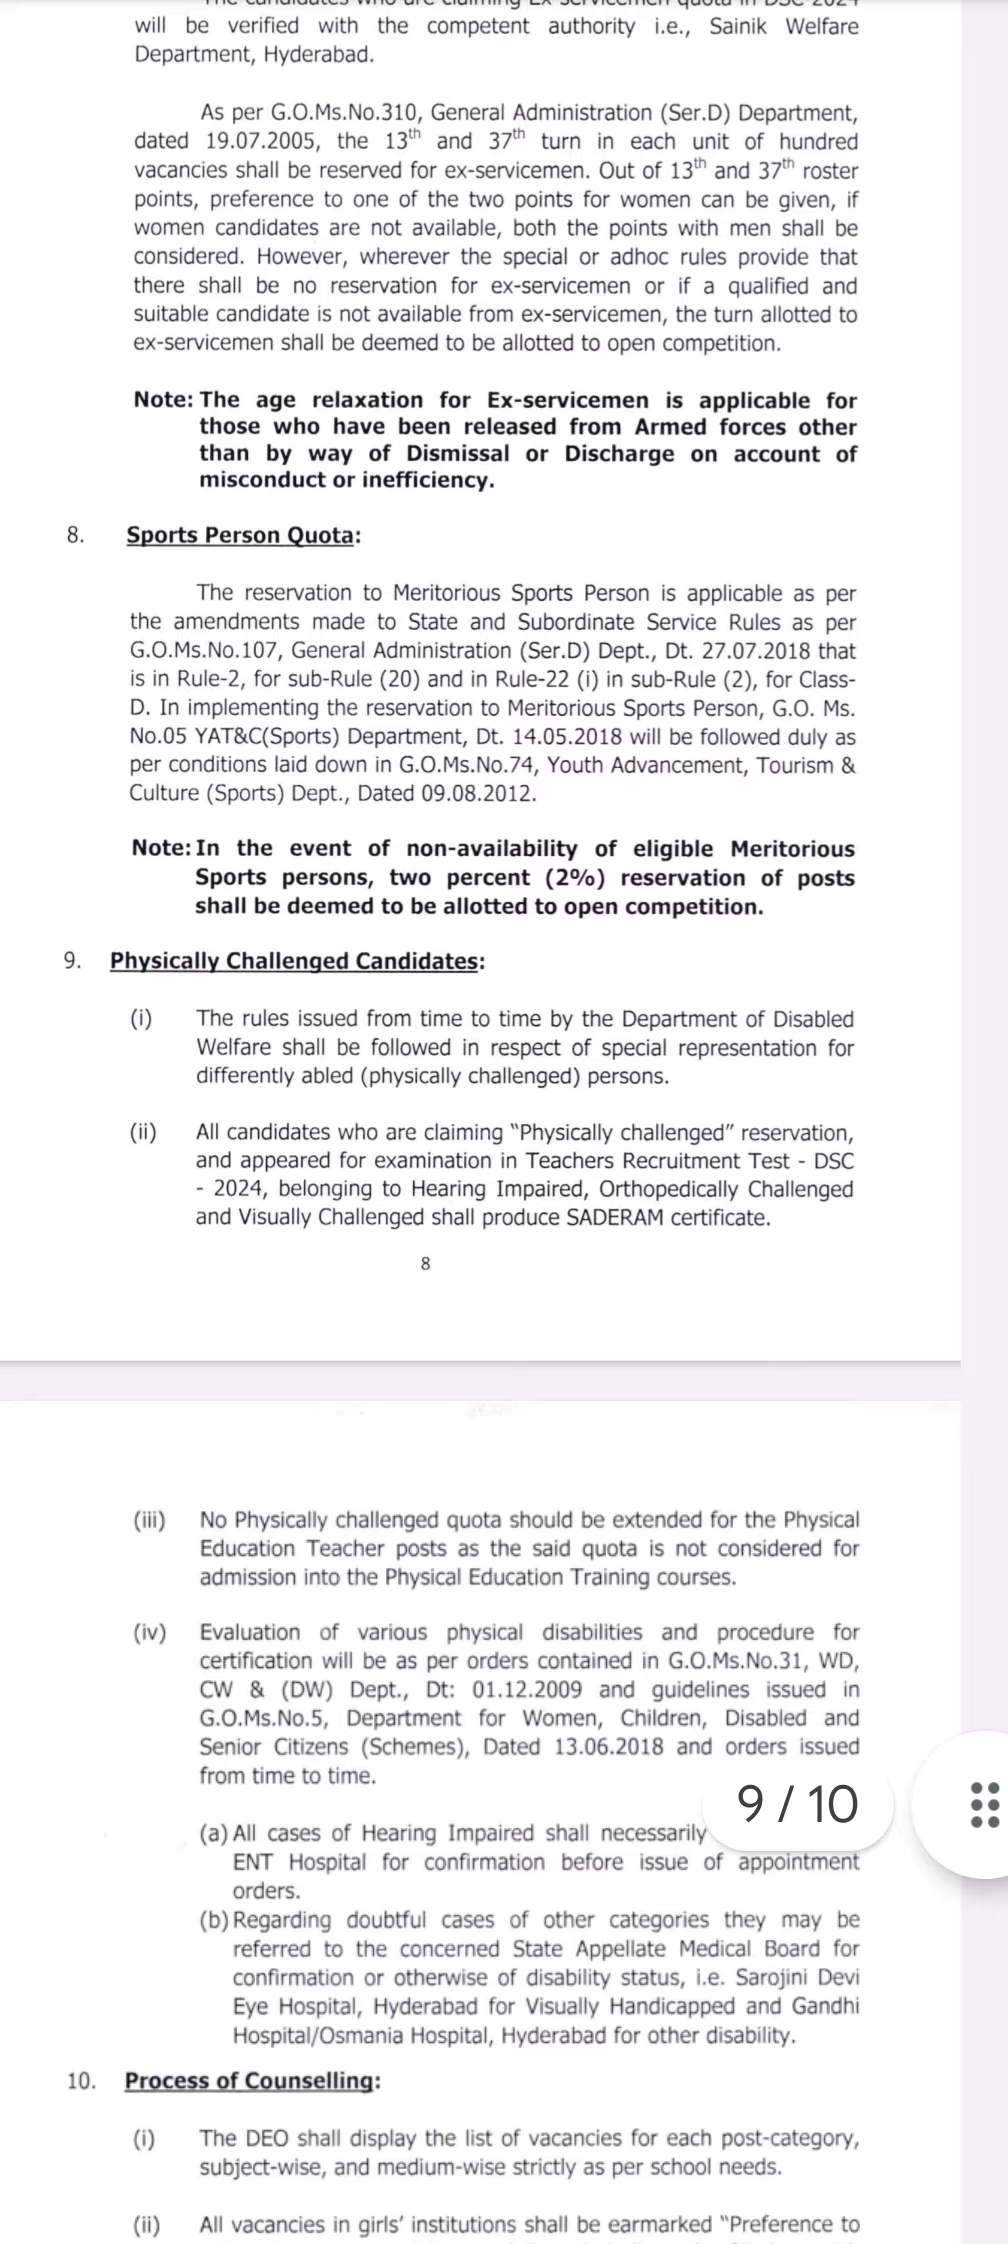 The candidates who are claiming Ex-Servicemen quota in DSC-2024
will be verified with the competent authority i.e., Sainik Welfare
Department, Hyderabad.
As per G.O.Ms.No.310, General Administration (Ser.D) Department,
dated 19.07.2005, the 13th and 37th turn in each unit of hundred
vacancies shall be reserved for ex-servicemen. Out of 13th and 37th roster
points, preference to one of the two points for women can be given, if
women candidates are not available, both the points with men shall be
considered. However, wherever the special or adhoc rules provide that
there shall be no reservation for ex-servicemen or if a qualified and
suitable candidate is not available from ex-servicemen, the turn allotted to
ex-servicemen shall be deemed to be allotted to open competition.
Note: The age relaxation for Ex-servicemen is applicable for
those who have been released from Armed forces other
than by way of Dismissal or Discharge on account of
misconduct or inefficiency.
8. Sports Person Quota:
The reservation to Meritorious Sports Person is applicable as per
the amendments made to State and Subordinate Service Rules as per
G.O.Ms.No.107, General Administration (Ser.D) Dept., Dt. 27.07.2018 that
is in Rule-2, for sub-Rule (20) and in Rule-22 (i) in sub-Rule (2), for Class-
D. In implementing the reservation to Meritorious Sports Person, G.O. Ms.
No.05 YAT&C(Sports) Department, Dt. 14.05.2018 will be followed duly as
per conditions laid down in G.O.Ms.No.74, Youth Advancement, Tourism &
Culture (Sports) Dept., Dated 09.08.2012.
Note: In the event of non-availability of eligible Meritorious
Sports persons, two percent (2%) reservation of posts
shall be deemed to be allotted to open competition.
9. Physically Challenged Candidates:
(i) The rules issued from time to time by the Department of Disabled
Welfare shall be followed in respect of special representation for
differently abled (physically challenged) persons.
(ii) All candidates who are claiming "Physically challenged" reservation,
and appeared for examination in Teachers Recruitment Test - DSC
- 2024, belonging to Hearing Impaired, Orthopedically Challenged
and Visually Challenged shall produce SADERAM certificate.
8
(iii) No Physically challenged quota should be extended for the Physical
Education Teacher posts as the said quota is not considered for
admission into the Physical Education Training courses.
(iv) Evaluation of various physical disabilities and procedure for
certification will be as per orders contained in G.O.Ms.No.31, WD,
CW & (DW) Dept., Dt: 01.12.2009 and guidelines issued in
G.O.Ms.No.5, Department for Women, Children, Disabled and
Senior Citizens (Schemes), Dated 13.06.2018 and orders issued
from time to time.
9 / 10
(a) All cases of Hearing Impaired shall necessarily
ENT Hospital for confirmation before issue of appointment
orders.
(b) Regarding doubtful cases of other categories they may be
referred to the concerned State Appellate Medical Board for
confirmation or otherwise of disability status, i.e. Sarojini Devi
Eye Hospital, Hyderabad for Visually Handicapped and Gandhi
Hospital/Osmania Hospital, Hyderabad for other disability.
10. Process of Counselling:
(i) The DEO shall display the list of vacancies for each post-category,
subject-wise, and medium-wise strictly as per school needs.
(ii) All vacancies in girls' institutions shall be earmarked "Preference to